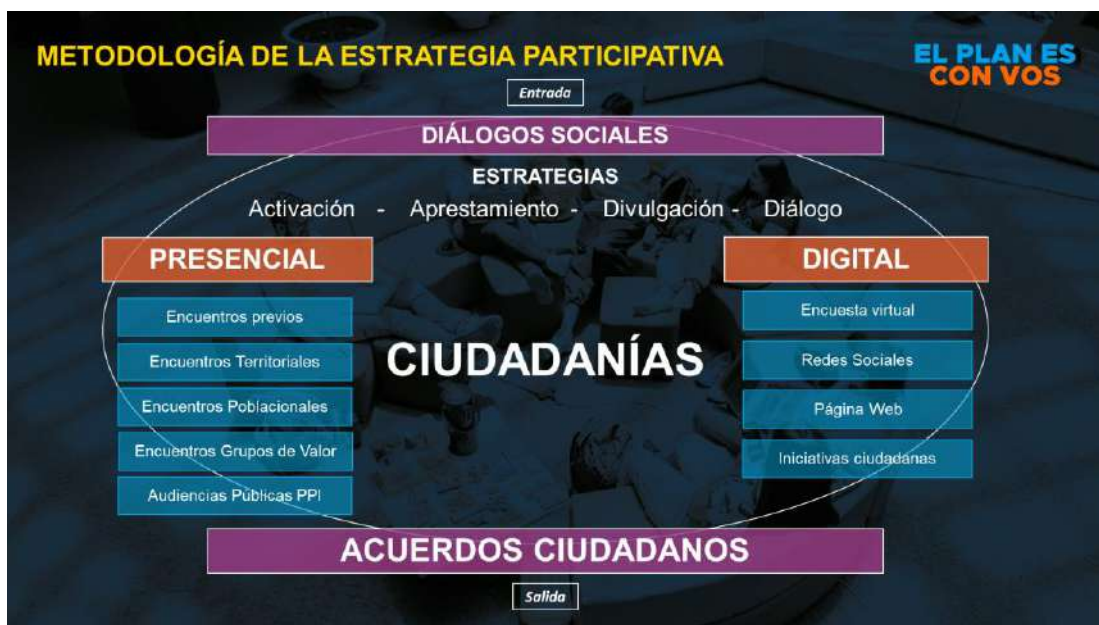 METODOLOGÍA DE LA ESTRATEGIA PARTICIPATIVA
EL PLAN ES
CON VOS
Entrada
DIÁLOGOS SOCIALES
ESTRATEGIAS
Activación - Aprestamiento - Divulgación - Diálogo
PRESENCIAL
Encuentros previos
Encuentros Territoriales
Encuentros Poblacionales
Encuentros Grupos de Valor
Audiencias Públicas PPI
CIUDADANÍAS
DIGITAL
Encuesta virtual
Redes Sociales
Página Web
Iniciativas ciudadanas
ACUERDOS CIUDADANOS
Salida